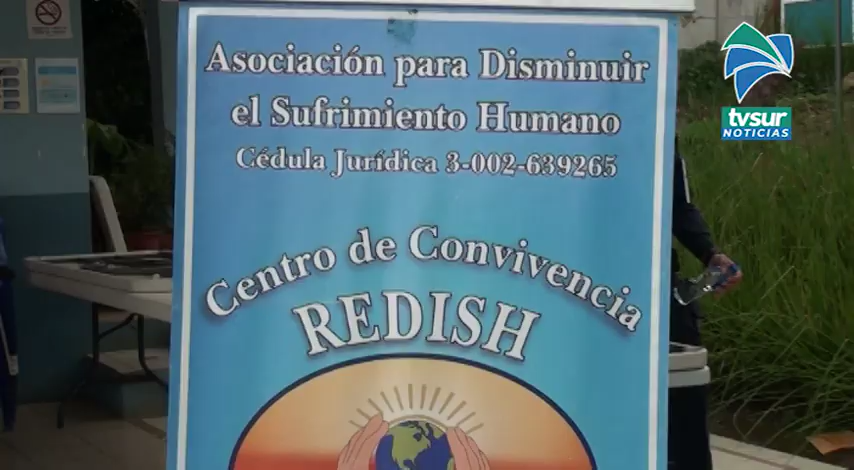 Asociación para Disminuir
el Sufrimiento Humano
Cédula Jurídica 3-002-639265
Centro de Convivencia
REDISH
tvsur
NOTICIAS